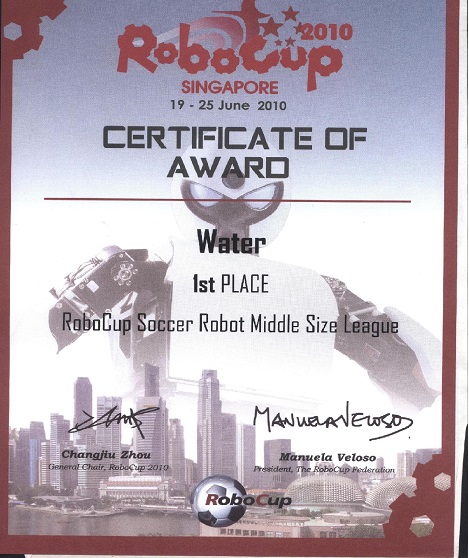 RoboCup 2010
SINGAPORE
19 - 25 June 2010
CERTIFICATE OF
AWARD
Water
1st PLACE
RoboCup Soccer Robot Middle Size League
MANUELA VELOSO
Changjiu Zhou
General Chair, RoboCup 2010
Manuela Veloso
President, The RoboCup Federation
RoboCup